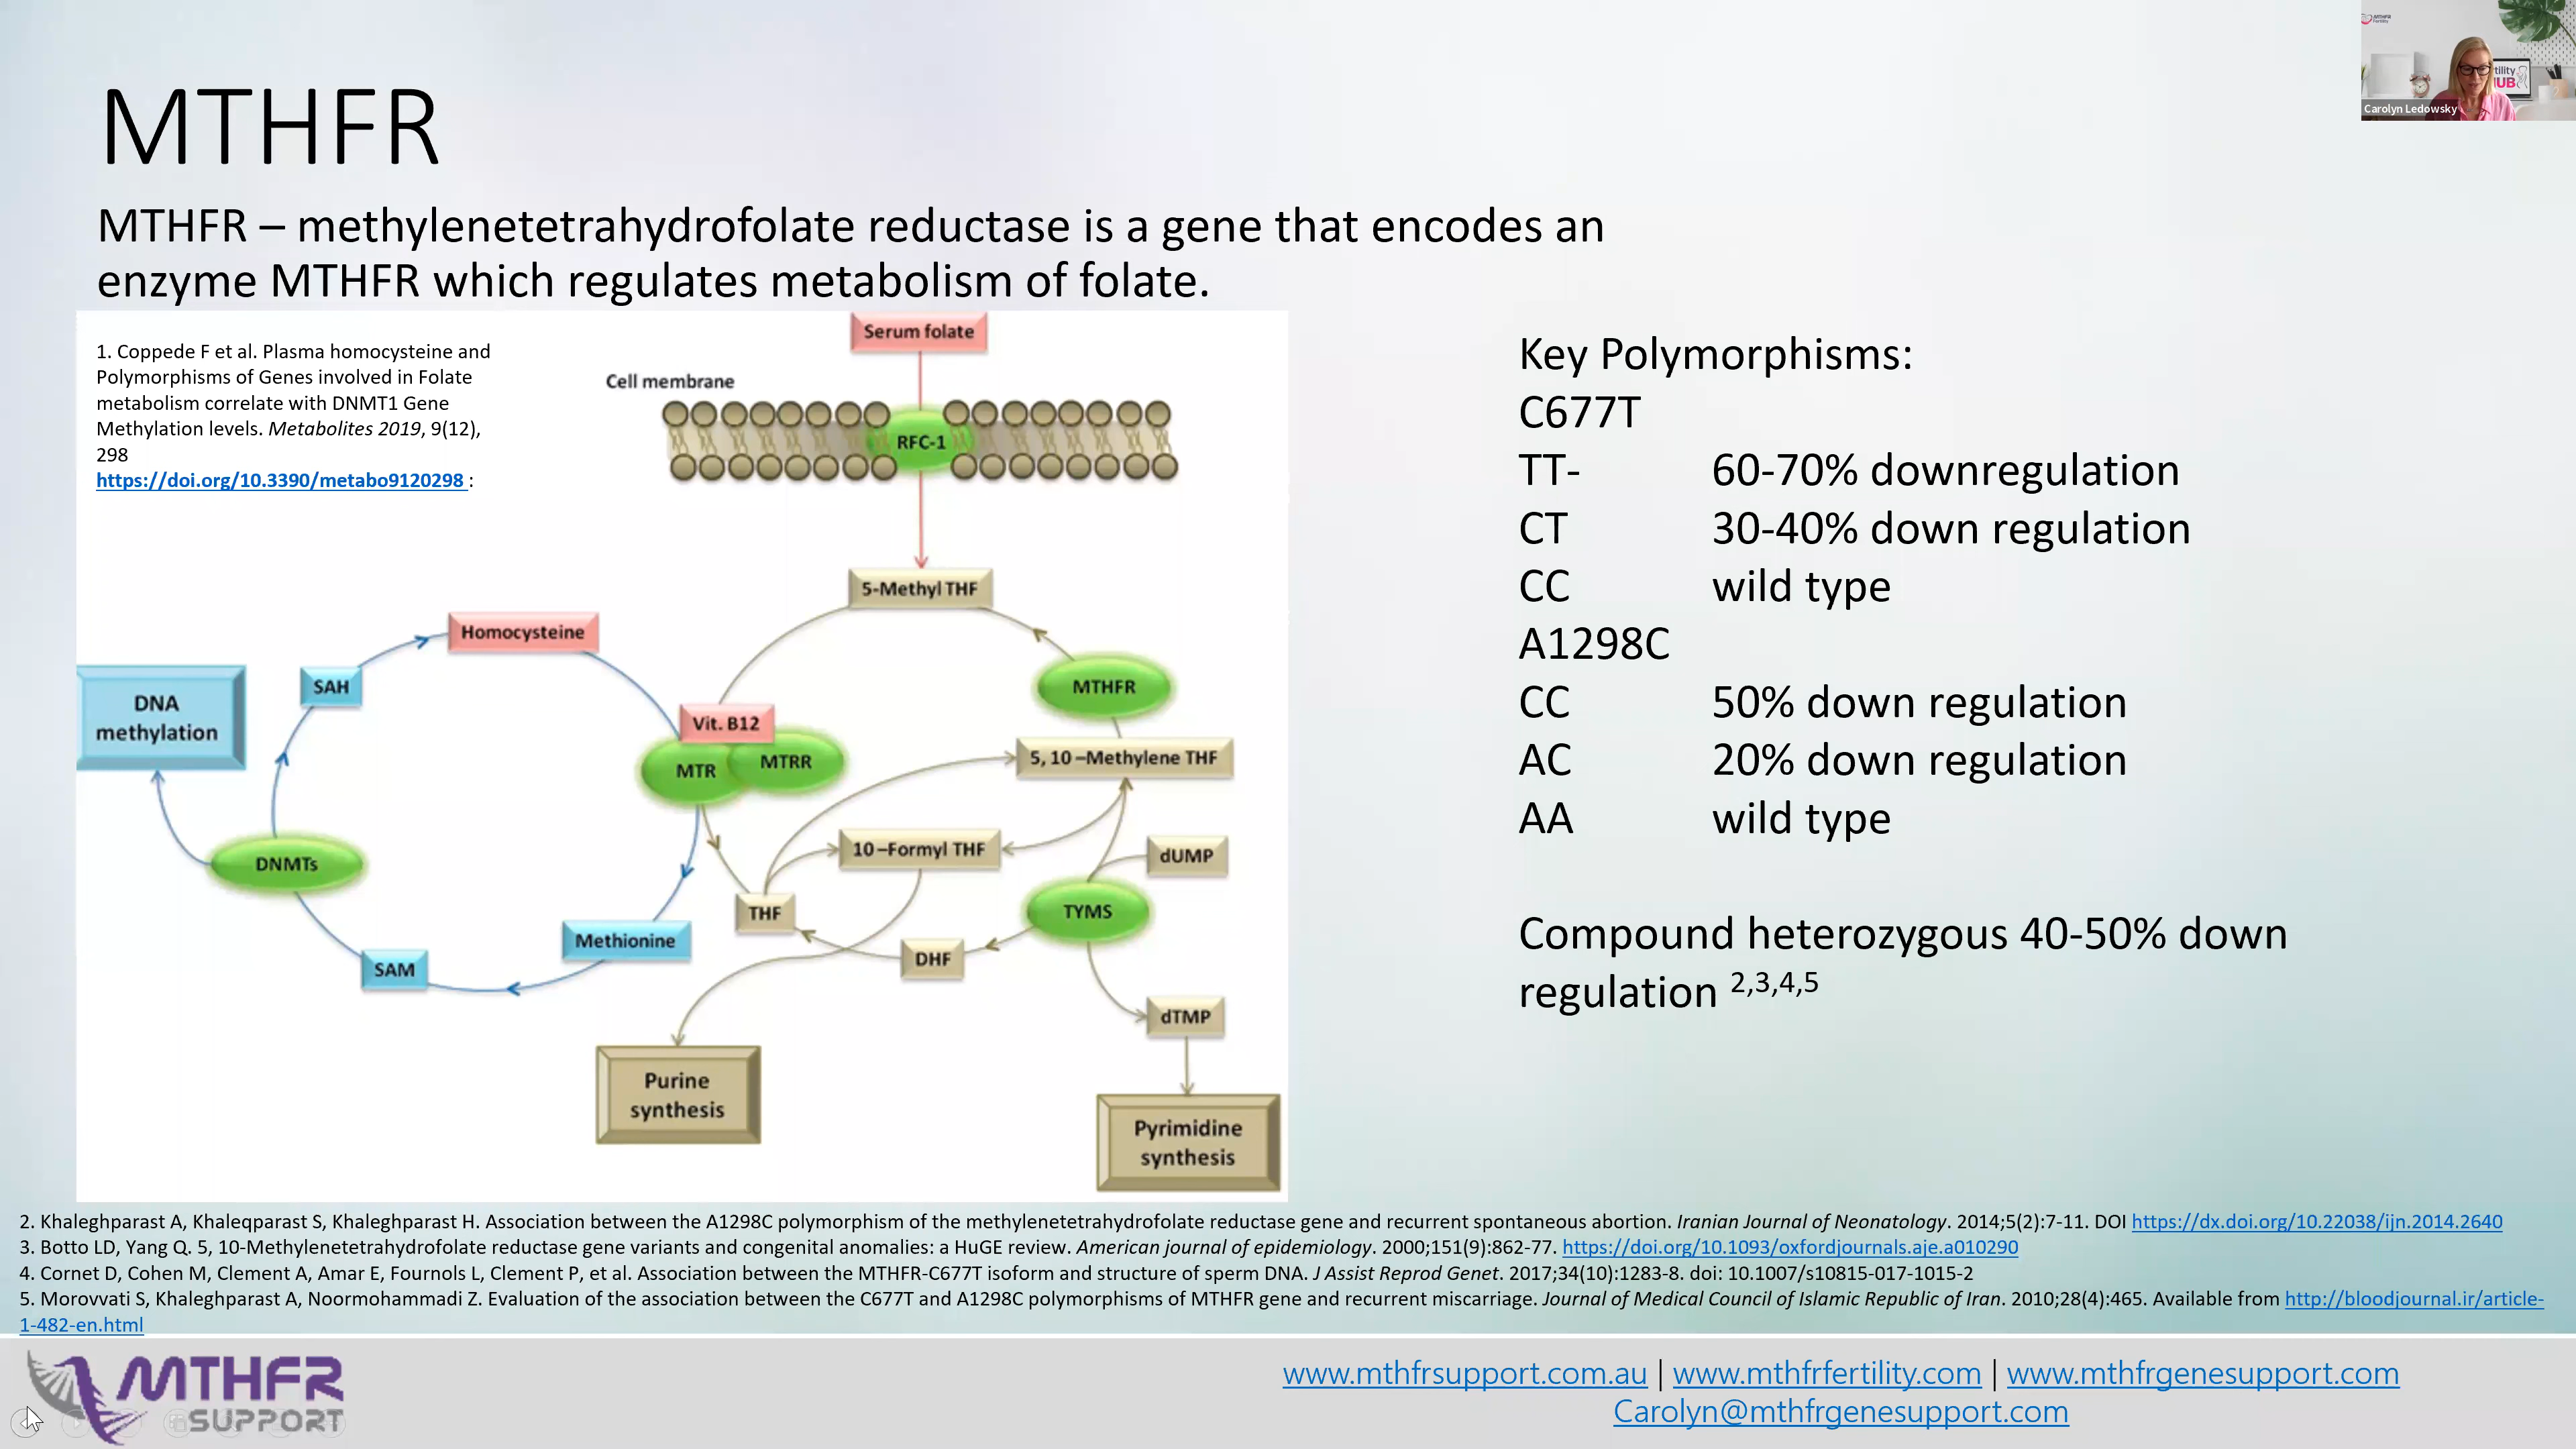 MTHFR
MTHFR – methylenetetrahydrofolate reductase is a gene that encodes an
enzyme MTHFR which regulates metabolism of folate.
1. Coppede F et al. Plasma homocysteine and
Polymorphisms of Genes involved in Folate
metabolism correlate with DNMT1 Gene
Methylation levels. Metabolites 2019, 9(12),
298
https://doi.org/10.3390/metabo9120298 :
Serum folate
Cell membrane
RFC-1
5-Methyl THF
Homocysteine
SAH
MTHFR
DNA
methylation
Vit. B12
MTR
MTRR
5, 10 –Methylene THF
10 –Formyl THF
dUMP
DNMTs
THF
TYMS
Methionine
DHF
SAM
dTMP
Purine
synthesis
Pyrimidine
synthesis
Key Polymorphisms:
C677T
TT- 60-70% downregulation
CT 30-40% down regulation
CC wild type
A1298C
CC 50% down regulation
AC 20% down regulation
AA wild type
Compound heterozygous 40-50% down
regulation 2,3,4,5
2. Khaleghparast A, Khaleqparast S, Khaleghparast H. Association between the A1298C polymorphism of the methylenetetrahydrofolate reductase gene and recurrent spontaneous abortion. Iranian Journal of Neonatology. 2014;5(2):7-11. DOI https://dx.doi.org/10.22038/ijn.2014.2640
3. Botto LD, Yang Q. 5, 10-Methylenetetrahydrofolate reductase gene variants and congenital anomalies: a HuGE review. American journal of epidemiology. 2000;151(9):862-77. https://doi.org/10.1093/oxfordjournals.aje.a010290
4. Cornet D, Cohen M, Clement A, Amar E, Fournols L, Clement P, et al. Association between the MTHFR-C677T isoform and structure of sperm DNA. J Assist Reprod Genet. 2017;34(10):1283-8. doi: 10.1007/s10815-017-1015-2
5. Morovvati S, Khaleghparast A, Noormohammadi Z. Evaluation of the association between the C677T and A1298C polymorphisms of MTHFR gene and recurrent miscarriage. Journal of Medical Council of Islamic Republic of Iran. 2010;28(4):465. Available from http://bloodjournal.ir/article-
1-482-en.html
MTHFR
SUPPORT
www.mthfrsupport.com.au | www.mthfrfertility.com | www.mthfrgenesupport.com
Carolyn@mthfrgenesupport.com
Carolyn Ledowsky